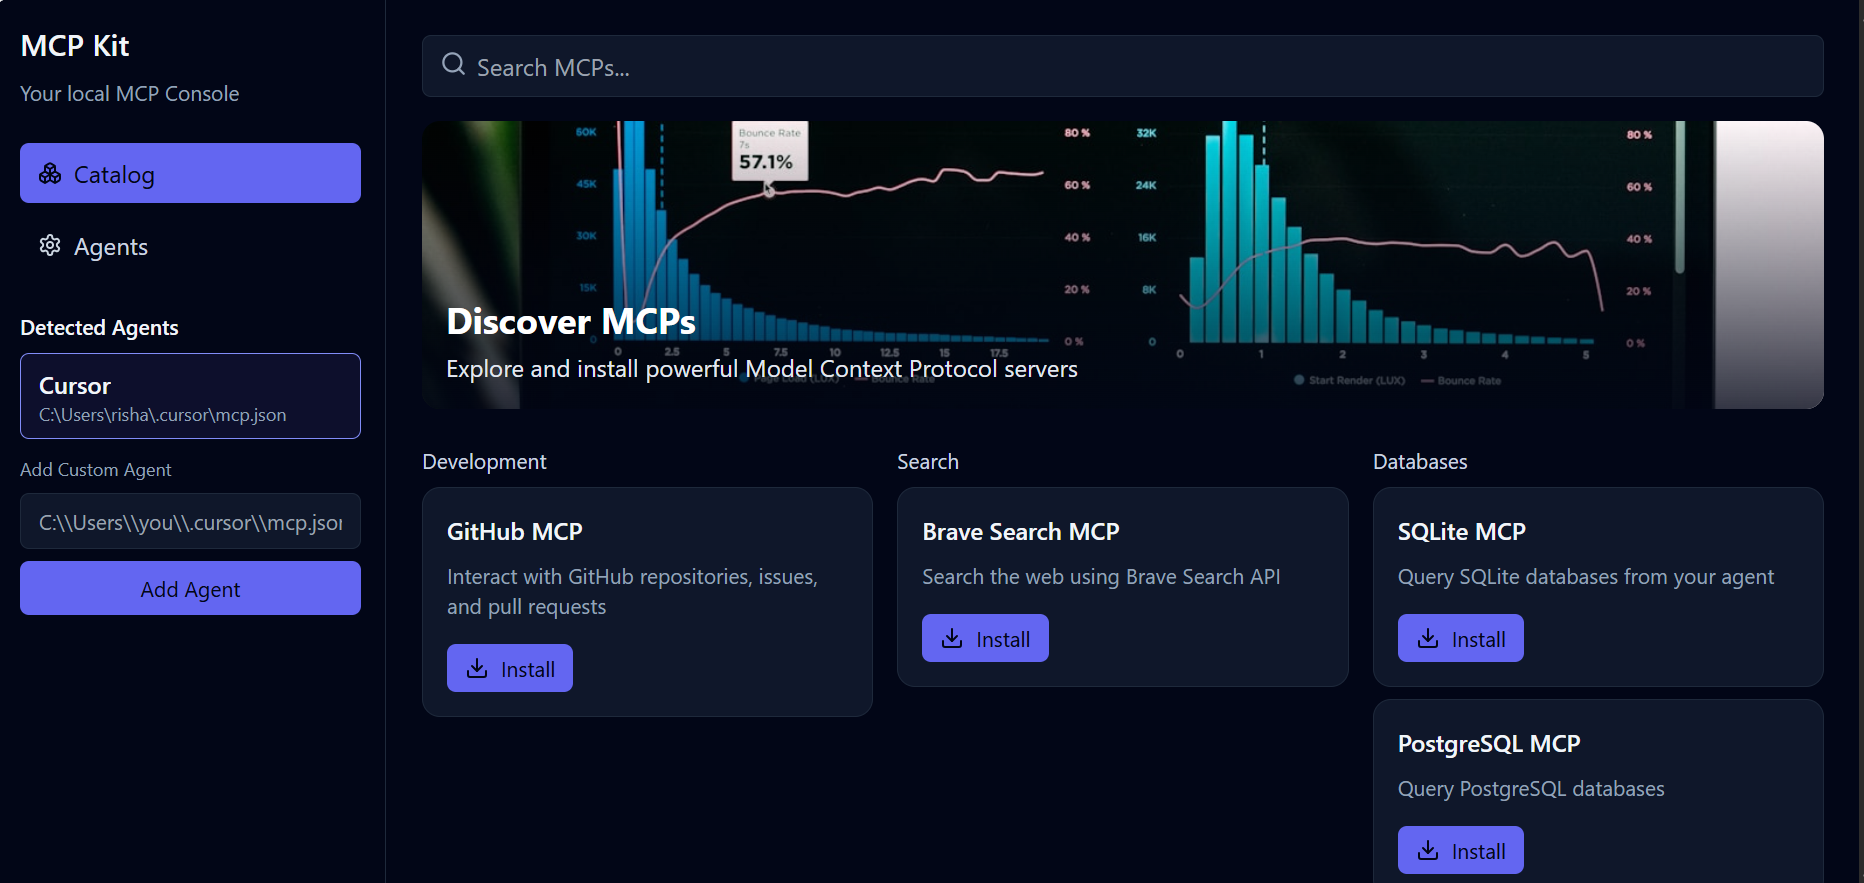 MCP Kit
Your local MCP Console
Catalog
Agents
Detected Agents
Cursor
C:\Users\risha\.cursor\mcp.json
Add Custom Agent
C:\\Users\\you\\.cursor\\mcp.jsor
Add Agent
Search MCPs...
60K
45K
30K
15K
0
Bounce Rate
7s
57.1%
80 %
60 %
40 %
20 %
0 %
0 2.5 5 7.5 10 12.5 15 17.5
Page Load (LUX) Bounce Rate
32K
24K
16K
8K
0
80 %
60 %
40 %
20 %
0 %
0 1 2 3 4 5
Start Render (LUX) Bounce Rate
Discover MCPs
Explore and install powerful Model Context Protocol servers
Development
GitHub MCP
Interact with GitHub repositories, issues,
and pull requests
Install
Search
Brave Search MCP
Search the web using Brave Search API
Install
Databases
SQLite MCP
Query SQLite databases from your agent
Install
PostgreSQL MCP
Query PostgreSQL databases
Install